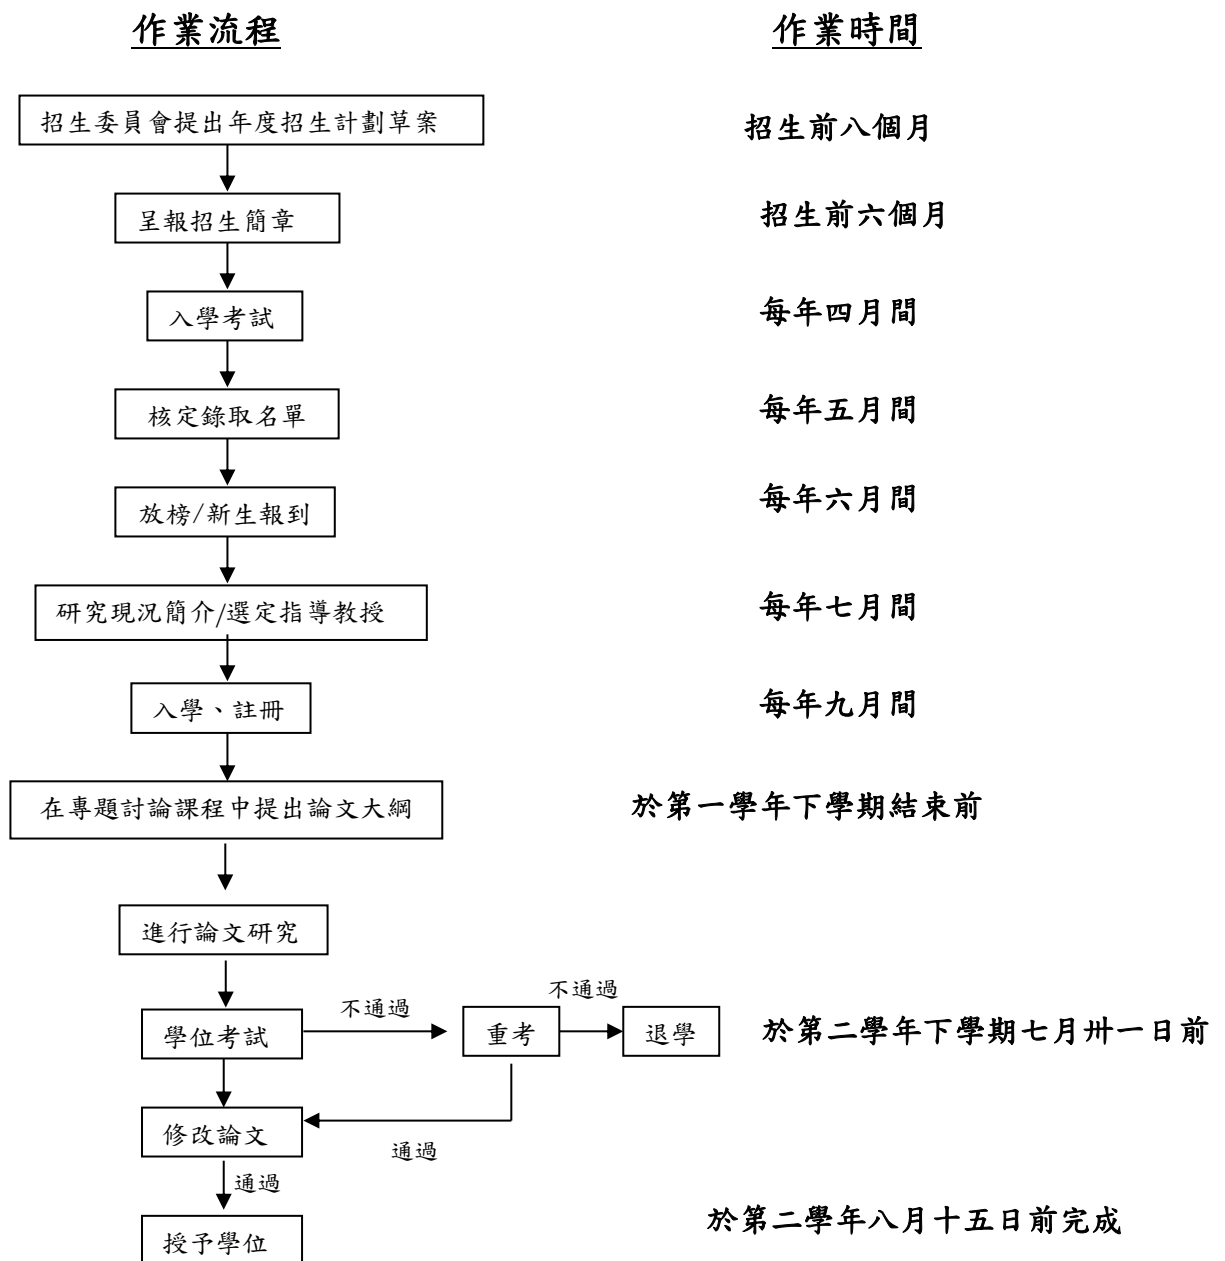 作業流程 作業時間
招生委員會提出年度招生計劃草案 招生前八個月
呈報招生簡章 招生前六個月
入學考試 每年四月間
核定錄取名單 每年五月間
放榜/新生報到 每年六月間
研究現況簡介/選定指導教授 每年七月間
入學、註冊 每年九月間
在專題討論課程中提出論文大綱 於第一學年下學期結束前
進行論文研究
不通過 不通過
學位考試 重考 退學 於第二學年下學期七月卅一日前
修改論文
通過
通過
授予學位 於第二學年八月十五日前完成